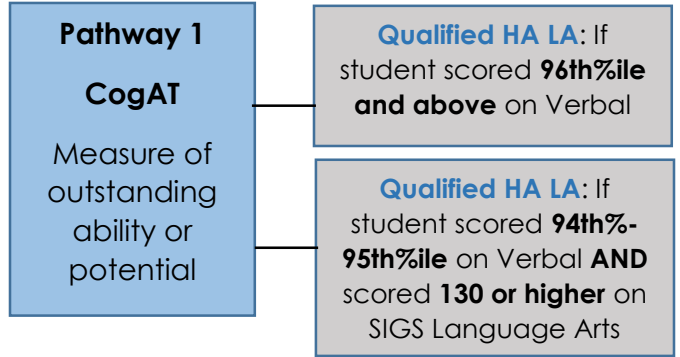 Pathway 1
CogAT
Measure of
outstanding
ability or
potential
Qualified HA LA: If
student scored 96th%ile
and above on Verbal
Qualified HA LA: If
student scored 94th%-
95th%ile on Verbal AND
scored 130 or higher on
SIGS Language Arts